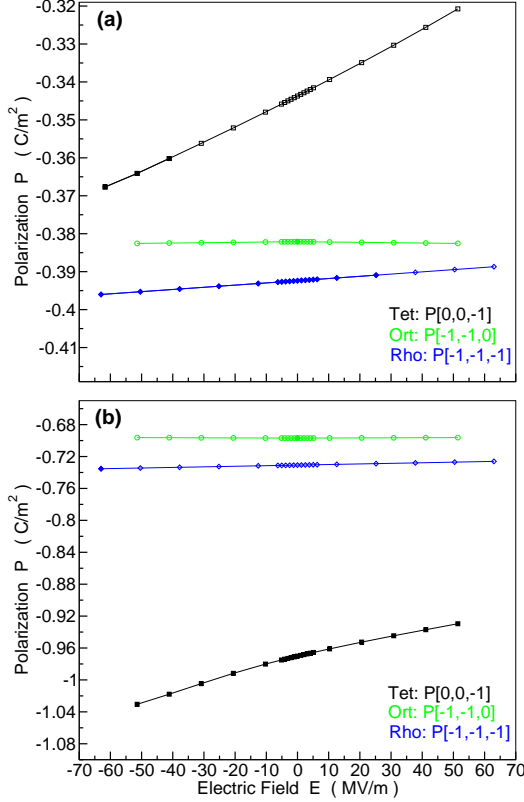 (a)
-0.32
-0.33
-0.34
-0.35
-0.36
-0.37
-0.38
-0.39
-0.4
-0.41
Polarization P ( C/m²)
Tet: P[0,0,-1]
Ort: P[-1,-1,0]
Rho: P[-1,-1,-1]
(b)
-0.68
-0.72
-0.76
-0.8
-0.84
-0.88
-0.92
-0.96
-1
-1.04
-1.08
Polarization P ( C/m²)
Tet: P[0,0,-1]
Ort: P[-1,-1,0]
Rho: P[-1,-1,-1]
-70 -60 -50 -40 -30 -20 -10 0 10 20 30 40 50 60 70
Electric Field E ( MV/m )